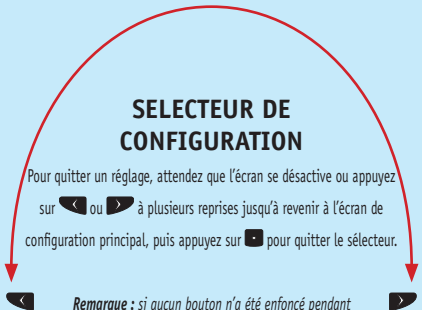 SELECTEUR DE
CONFIGURATION
Pour quitter un réglage, attendez que l'écran se désactive ou appuyez
sur < ou > à plusieurs reprises jusqu'à revenir à l'écran de
configuration principal, puis appuyez sur ▪ pour quitter le sélecteur.
Remarque : si aucun bouton n'a été enfoncé pendant